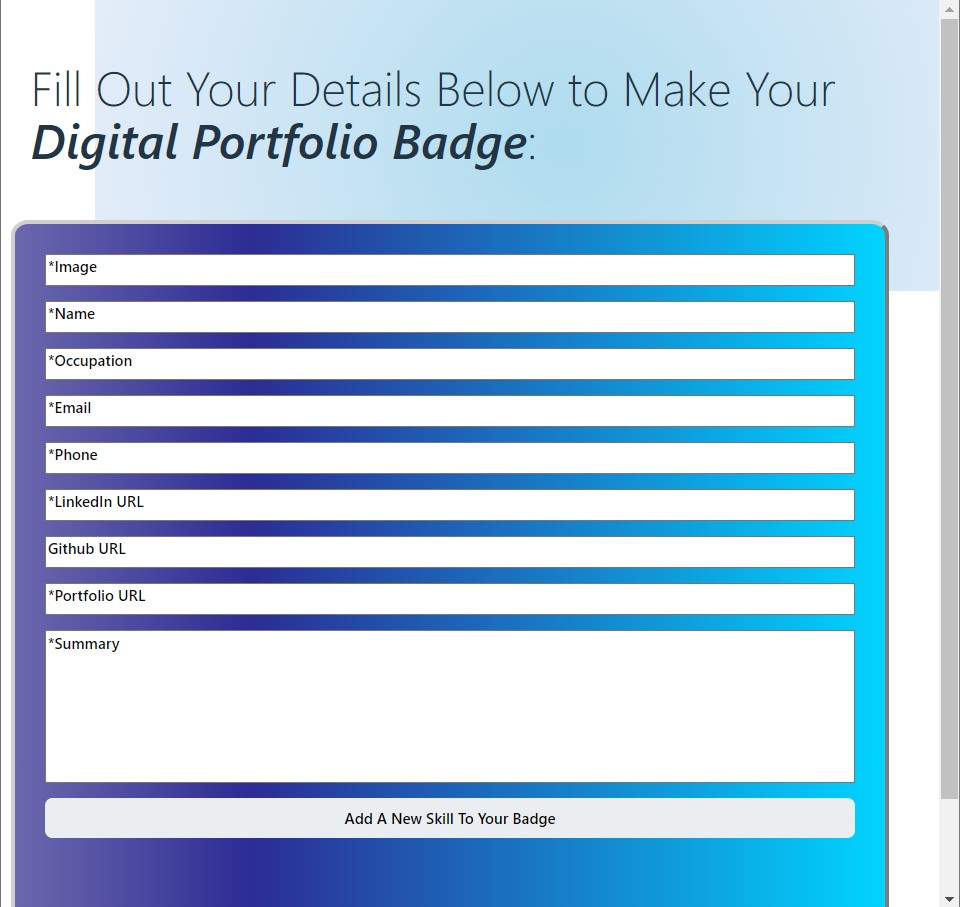 Fill Out Your Details Below to Make Your
Digital Portfolio Badge:
*Image
*Name
*Occupation
*Email
*Phone
*LinkedIn URL
Github URL
*Portfolio URL
*Summary
Add A New Skill To Your Badge